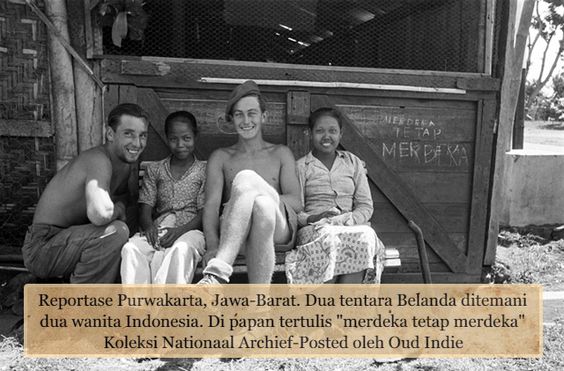 MERDEKA
TETAP
MERDEKA
Reportase Purwakarta, Jawa-Barat. Dua tentara Belanda ditemani
dua wanita Indonesia. Di papan tertulis "merdeka tetap merdeka"
Koleksi Nationaal Archief-Posted oleh Oud Indie